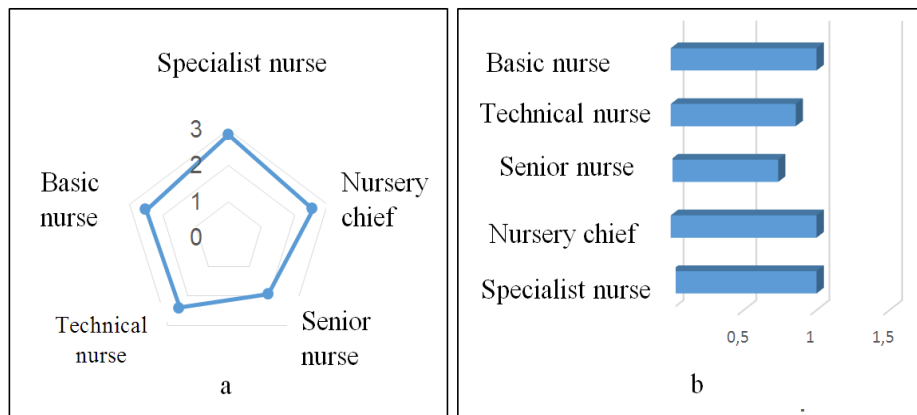 Specialist nurse
3
2
1
0
Basic
nurse
Nursery
chief
Technical
nurse
Senior
nurse
a
Basic nurse
Technical nurse
Senior nurse
Nursery chief
Specialist nurse
0,5 1 1,5
b